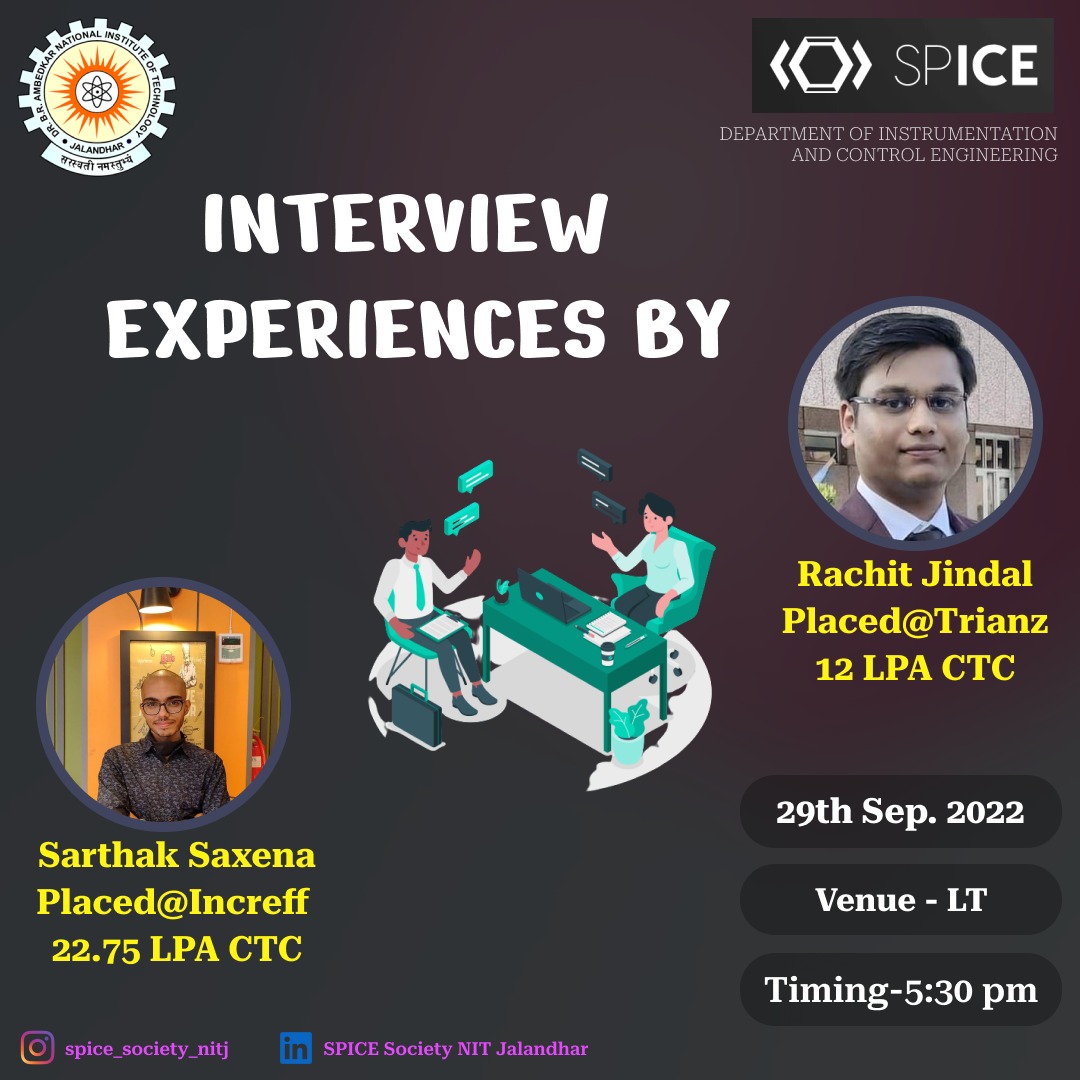 DR. B.R. AMBEDKAR NATIONAL INSTITUTE OF TECHNOLOGY
• JALANDHAR •
सरस्वती नमस्तुभ्यं
SPICE
DEPARTMENT OF INSTRUMENTATION
AND CONTROL ENGINEERING
INTERVIEW
EXPERIENCES BY
Rachit Jindal
Placed@Trianz
12 LPA CTC
Sarthak Saxena
Placed@Increff
22.75 LPA CTC
29th Sep. 2022
Venue - LT
Timing-5:30 pm
spice_society_nitj
in
SPICE Society NIT Jalandhar